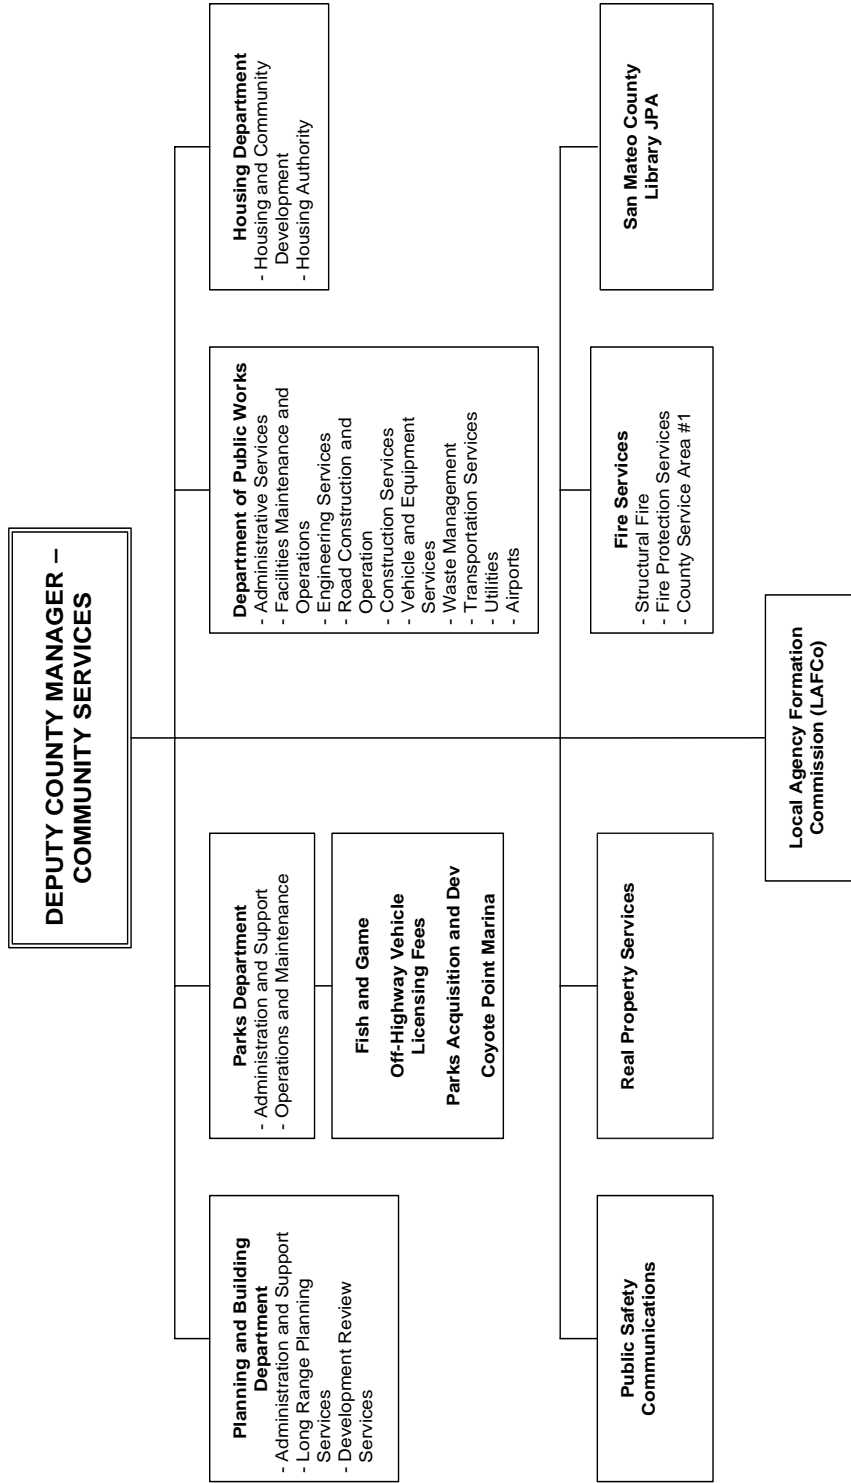 DEPUTY COUNTY MANAGER –
COMMUNITY SERVICES
Planning and Building
Department
- Administration and Support
- Long Range Planning
Services
- Development Review
Services
Parks Department
- Administration and Support
- Operations and Maintenance
Fish and Game
Off-Highway Vehicle
Licensing Fees
Parks Acquisition and Dev
Coyote Point Marina
Department of Public Works
- Administrative Services
- Facilities Maintenance and
Operations
- Engineering Services
- Road Construction and
Operation
- Construction Services
- Vehicle and Equipment
Services
- Waste Management
- Transportation Services
- Utilities
- Airports
Housing Department
- Housing and Community
Development
- Housing Authority
Public Safety
Communications
Real Property Services
Fire Services
- Structural Fire
- Fire Protection Services
- County Service Area #1
San Mateo County
Library JPA
Local Agency Formation
Commission (LAFCo)